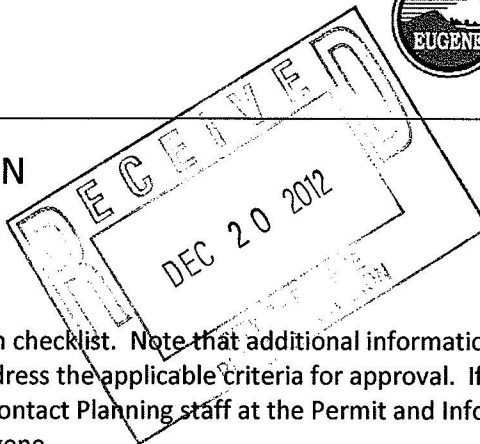 EUGENE
N
RECEIVED
DEC 20 2012
n checklist. Note that additional informatio
dress the applicable criteria for approval. If
ontact Planning staff at the Permit and Info
gene